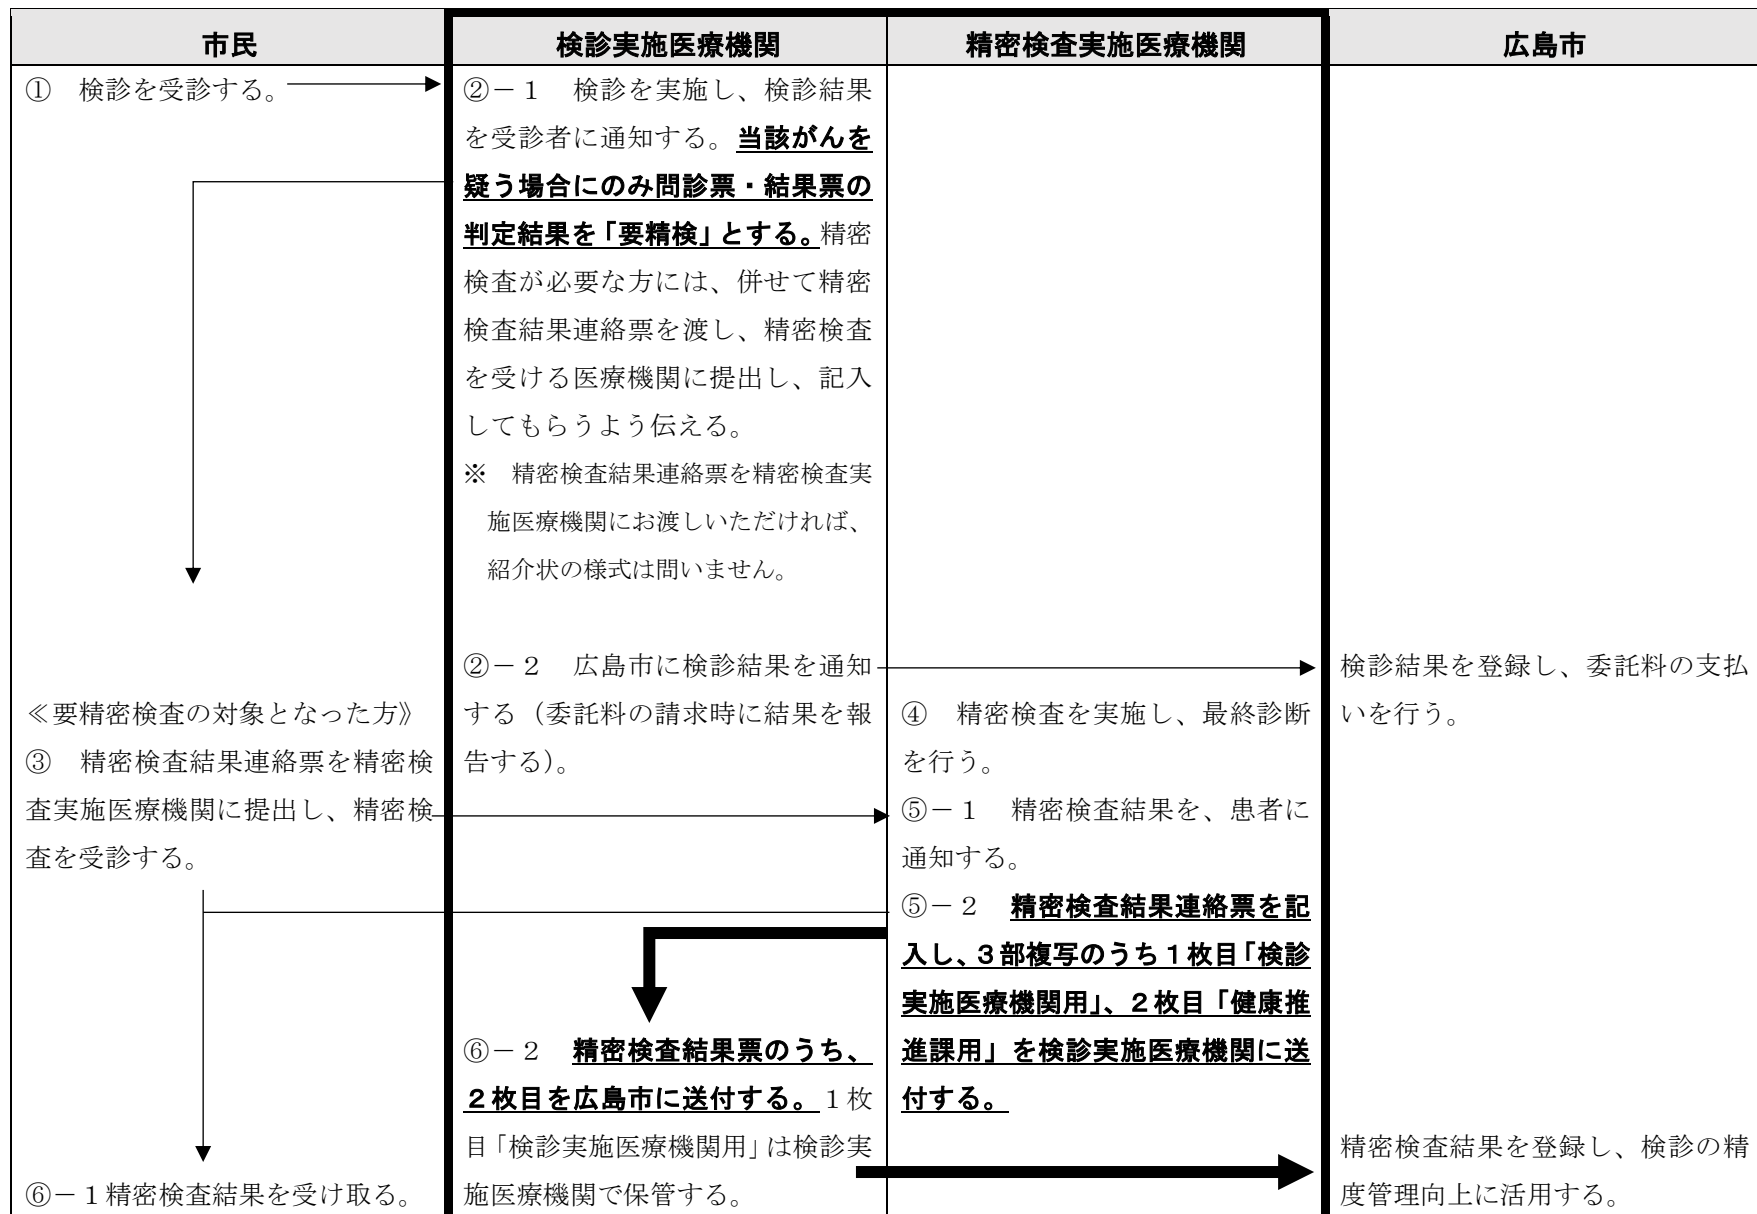 市民
検診実施医療機関
精密検査実施医療機関
広島市
① 検診を受診する。
②－１ 検診を実施し、検診結果
を受診者に通知する。当該がんを
疑う場合にのみ問診票・結果票の
判定結果を「要精検」とする。精密
検査が必要な方には、併せて精密
検査結果連絡票を渡し、精密検査
を受ける医療機関に提出し、記入
してもらうよう伝える。
※ 精密検査結果連絡票を精密検査実
施医療機関にお渡しいただければ、
紹介状の様式は問いません。
②－２ 広島市に検診結果を通知
する（委託料の請求時に結果を報
告する）。
検診結果を登録し、委託料の支払
いを行う。
≪要精密検査の対象となった方》
③ 精密検査結果連絡票を精密検
査実施医療機関に提出し、精密検
査を受診する。
④ 精密検査を実施し、最終診断
を行う。
⑤－１ 精密検査結果を、患者に
通知する。
⑤－２ 精密検査結果連絡票を記
入し、３部複写のうち１枚目「検診
実施医療機関用」、２枚目「健康推
進課用」を検診実施医療機関に送
付する。
⑥－１精密検査結果を受け取る。
⑥－２ 精密検査結果票のうち、
２枚目を広島市に送付する。１枚
目「検診実施医療機関用」は検診実
施医療機関で保管する。
精密検査結果を登録し、検診の精
度管理向上に活用する。